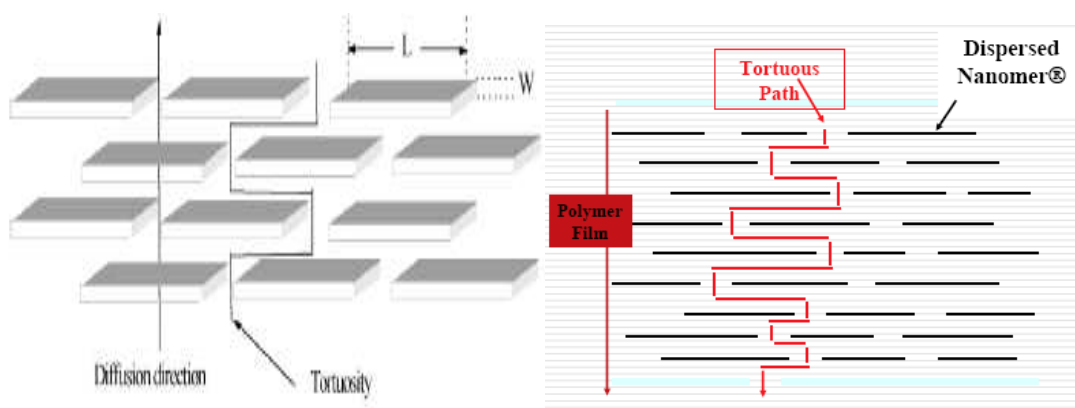 L
W
Diffusion direction
Tortuosity
Tortuous
Path
Dispersed
Nanomer®
Polymer
Film